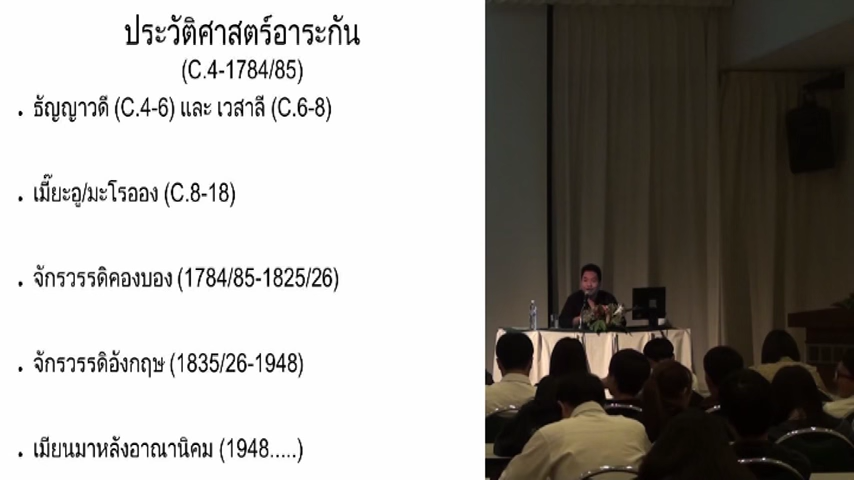 ประวัติศาสตร์อาระกัน
(C.4-1784/85)
• ธัญญาวดี (C.4-6) และ เวสาลี (C.6-8)
• เมี๊ยะอู/มะโรออง (C.8-18)
• จักรวรรดิคองบอง (1784/85-1825/26)
• จักรวรรดิอังกฤษ (1835/26-1948)
• เมียนมาหลังอาณานิคม (1948.....)